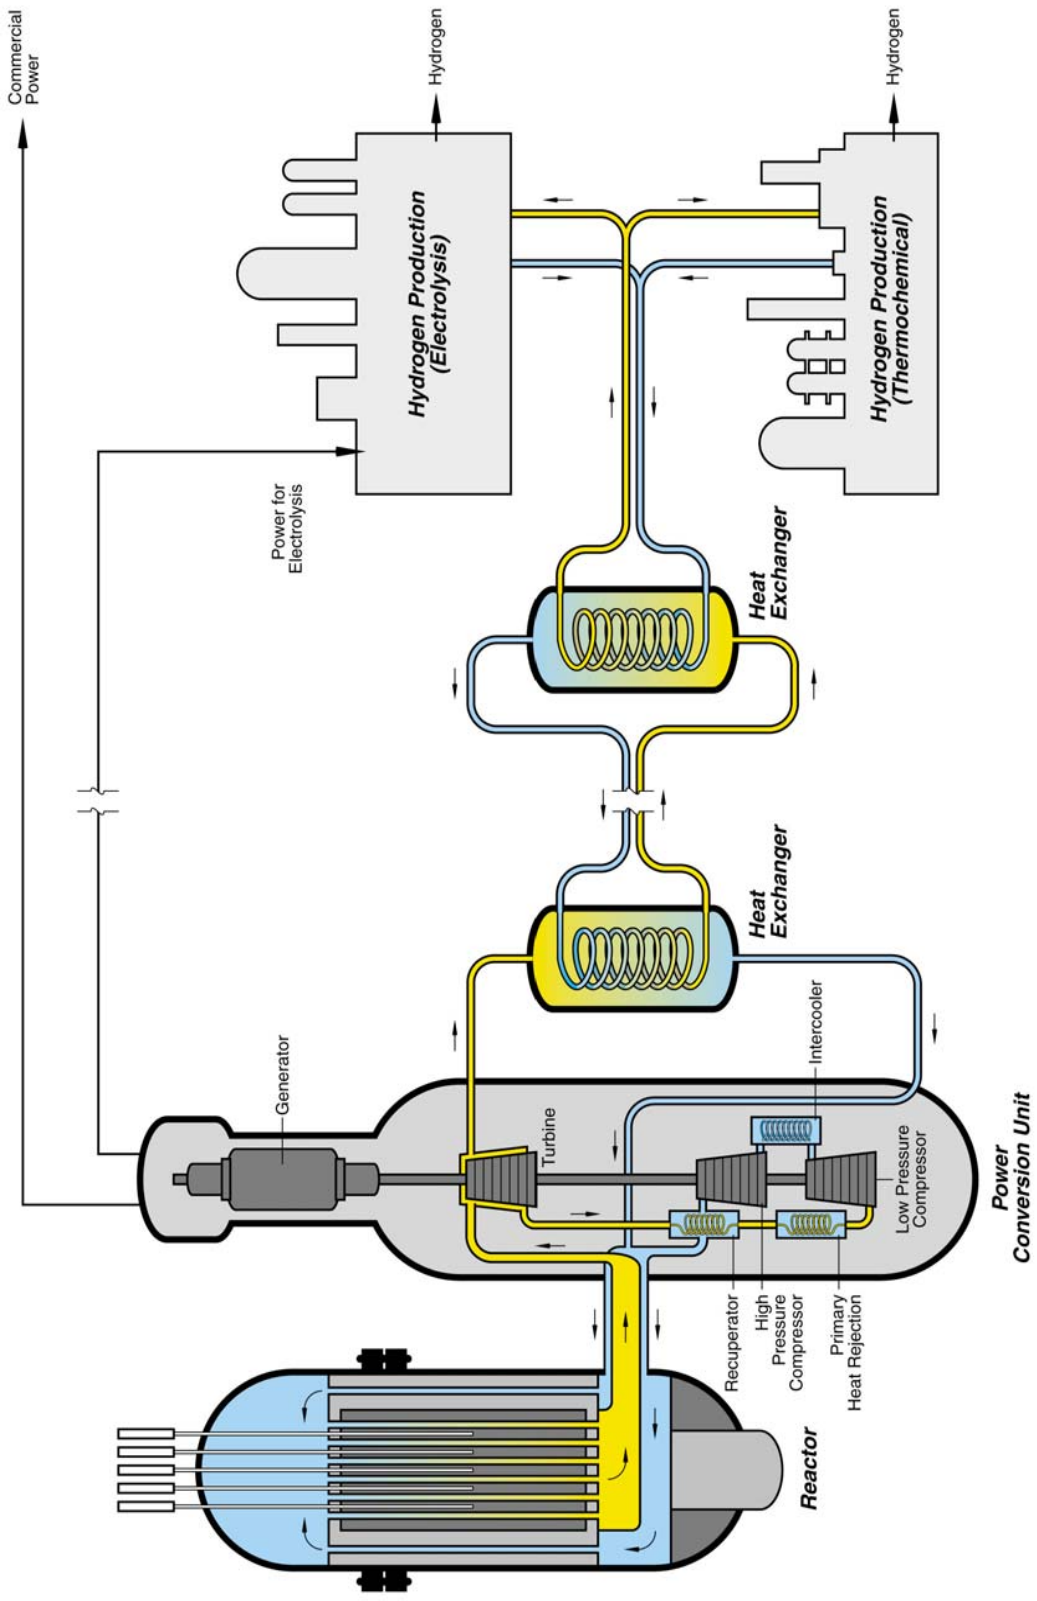 Commercial
Power
Hydrogen
Hydrogen
Hydrogen Production
(Electrolysis)
Hydrogen Production
(Thermochemical)
Power for
Electrolysis
Heat
Exchanger
Heat
Exchanger
Generator
Turbine
Intercooler
Low Pressure
Compressor
Power
Conversion Unit
Recuperator
High
Pressure
Compressor
Primary
Heat Rejection
Reactor